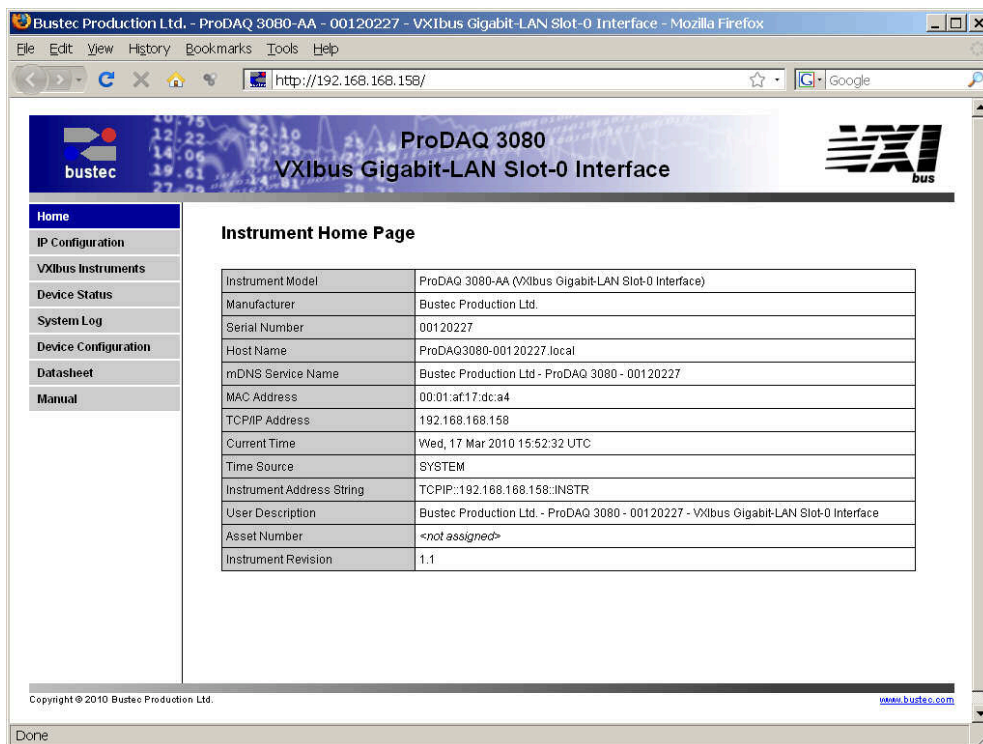 Bustec Production Ltd. - ProDAQ 3080-AA - 00120227 - VXIbus Gigabit-LAN Slot-0 Interface - Mozilla Firefox
File Edit View History Bookmarks Tools Help
http://192.168.168.158/
G Google
bustec
ProDAQ 3080
VXIbus Gigabit-LAN Slot-0 Interface
VXI
bus
Home
IP Configuration
VXIbus Instruments
Device Status
System Log
Device Configuration
Datasheet
Manual
Instrument Home Page
Instrument Model ProDAQ 3080-AA (VXIbus Gigabit-LAN Slot-0 Interface)
Manufacturer Bustec Production Ltd.
Serial Number 00120227
Host Name ProDAQ3080-00120227.local
mDNS Service Name Bustec Production Ltd - ProDAQ 3080 - 00120227
MAC Address 00:01:af:17:dc:a4
TCP/IP Address 192.168.168.158
Current Time Wed, 17 Mar 2010 15:52:32 UTC
Time Source SYSTEM
Instrument Address String TCPIP::192.168.168.158::INSTR
User Description Bustec Production Ltd. - ProDAQ 3080 - 00120227 - VXIbus Gigabit-LAN Slot-0 Interface
Asset Number <not assigned>
Instrument Revision 1.1
Copyright © 2010 Bustec Production Ltd.
www.bustec.com
Done